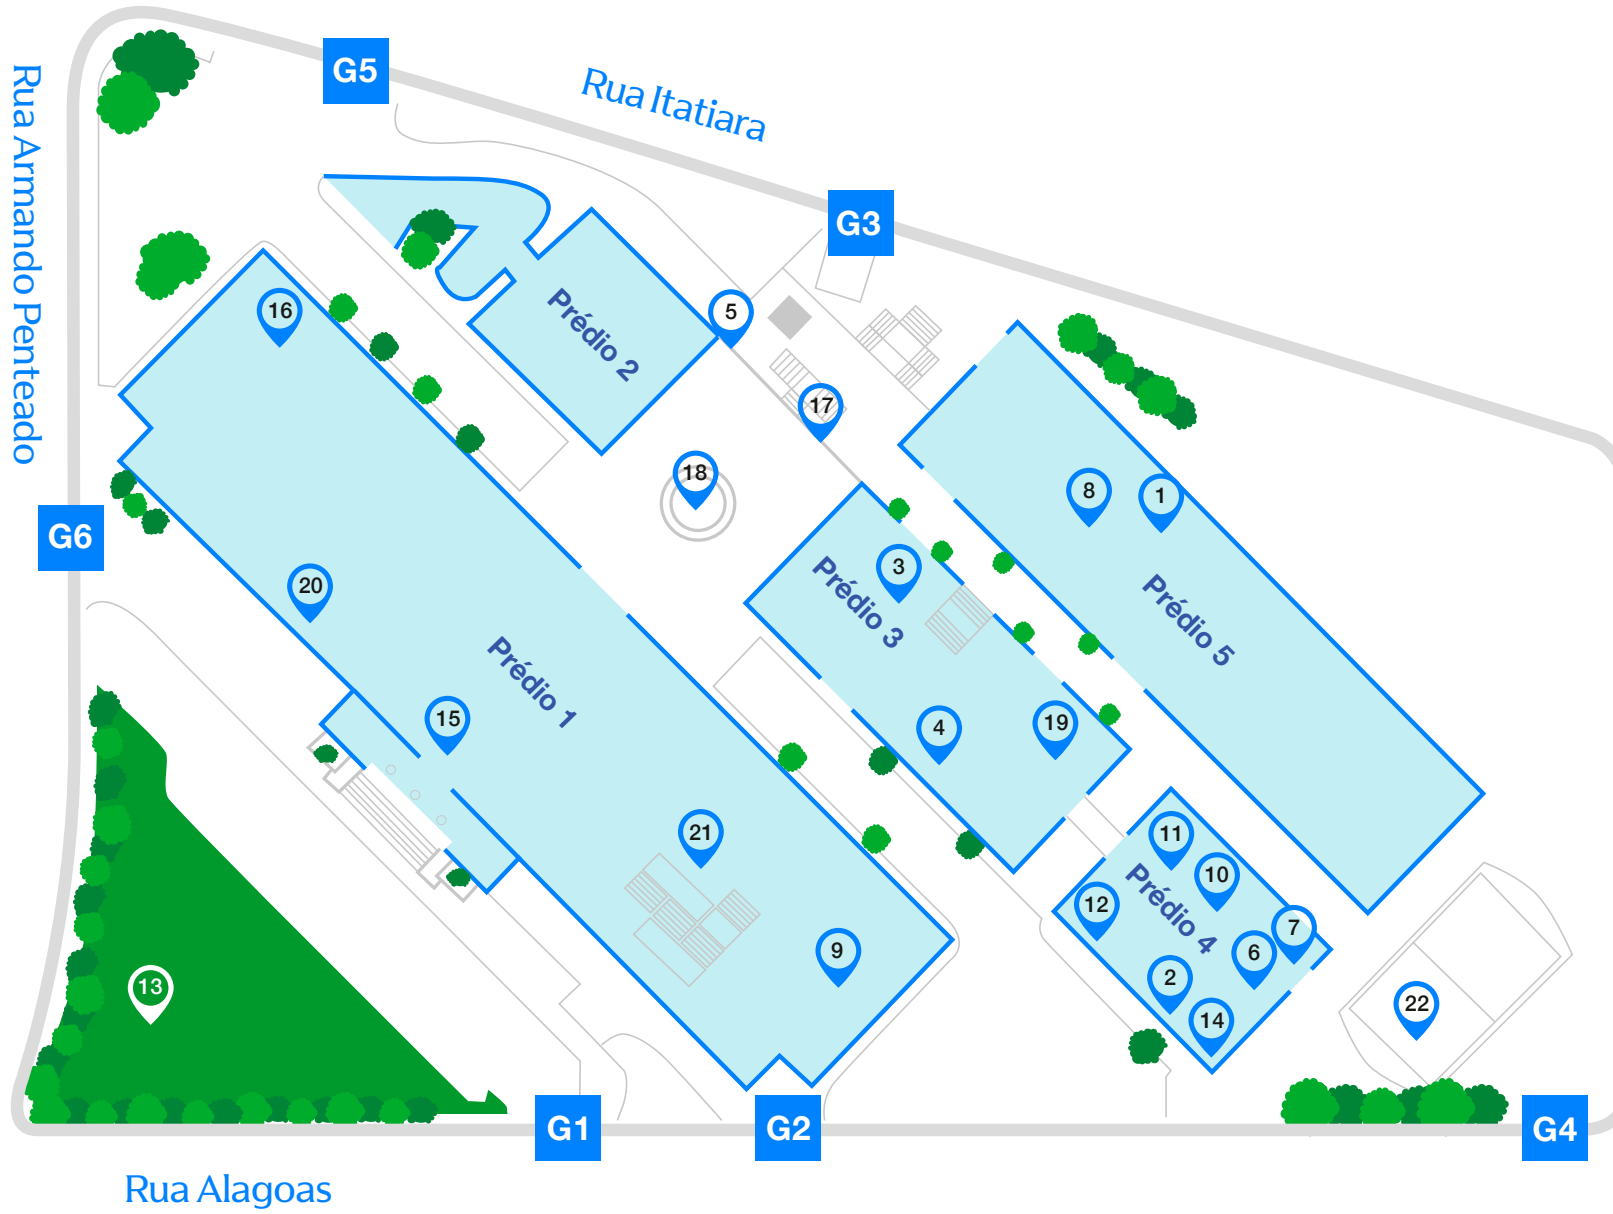 G5
Rua Itatiara
Rua Armando Penteado
G3
16
5
Prédio 2
17
18
8
1
G6
20
3
Prédio 3
Prédio 5
Prédio 1
15
4
19
21
11
10
12
Prédio 4
7
9
6
2
13
14
22
G1
G2
G4
Rua Alagoas